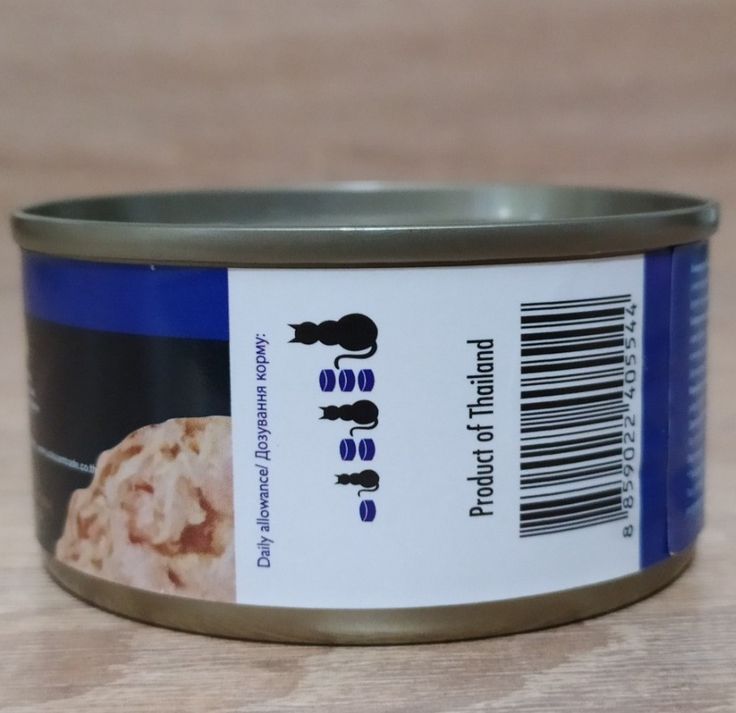 Daily allowance/ Дозування корму:
Product of Thailand
8 859022 405544